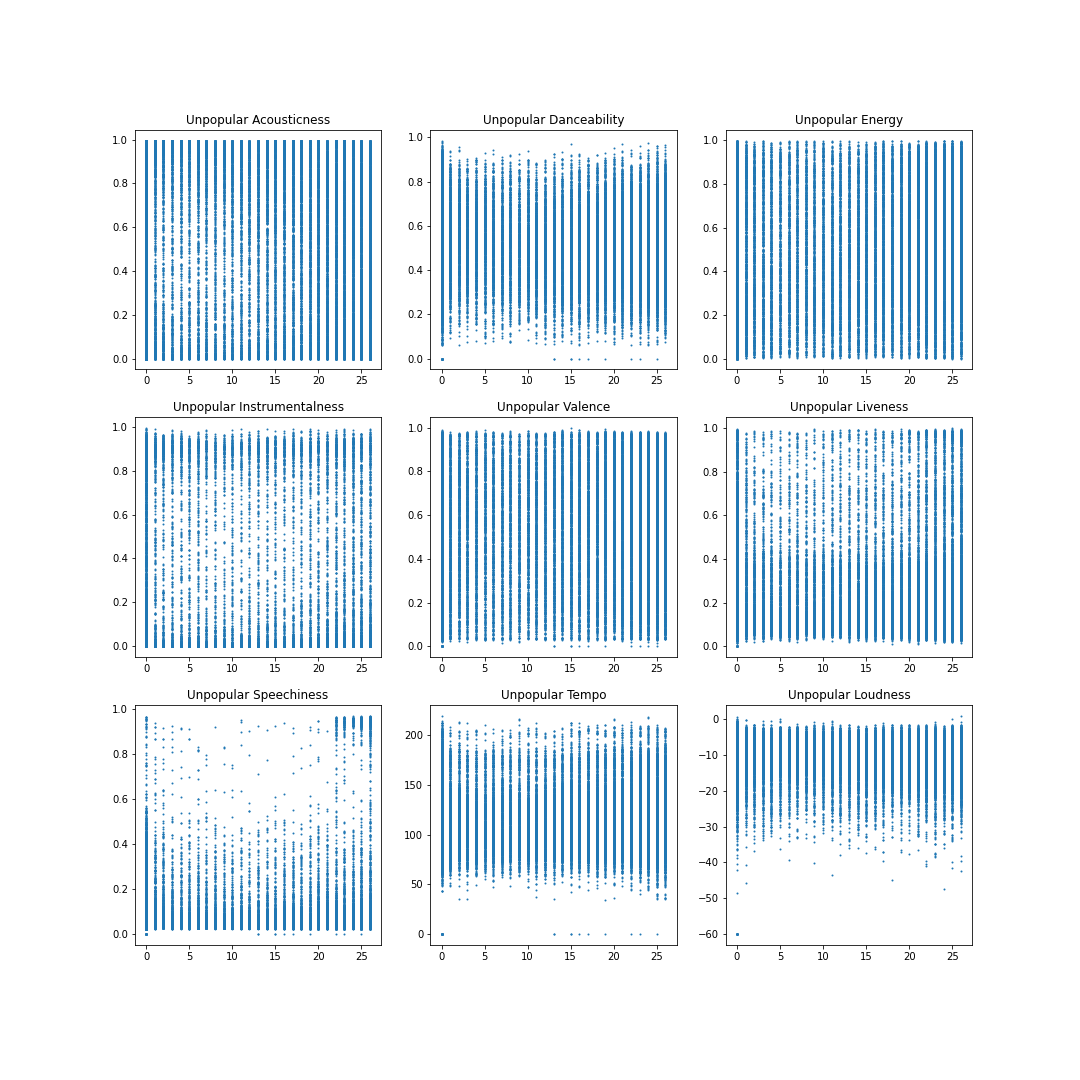 Unpopular Acousticness Unpopular Danceability Unpopular Energy
1.0 1.0 1.0
0.8 0.8 0.8
0.6 0.6 0.6
0.4 0.4 0.4
0.2 0.2 0.2
0.0 0.0 0.0
0 5 10 15 20 25 0 5 10 15 20 25 0 5 10 15 20 25
Unpopular Instrumentalness Unpopular Valence Unpopular Liveness
1.0 1.0 1.0
0.8 0.8 0.8
0.6 0.6 0.6
0.4 0.4 0.4
0.2 0.2 0.2
0.0 0.0 0.0
0 5 10 15 20 25 0 5 10 15 20 25 0 5 10 15 20 25
Unpopular Speechiness Unpopular Tempo Unpopular Loudness
1.0 200 0
0.8 150 −10
0.6 100 −20
0.4 50 −30
0.2 0 −40
0.0 −50
−60
0 5 10 15 20 25 0 5 10 15 20 25 0 5 10 15 20 25